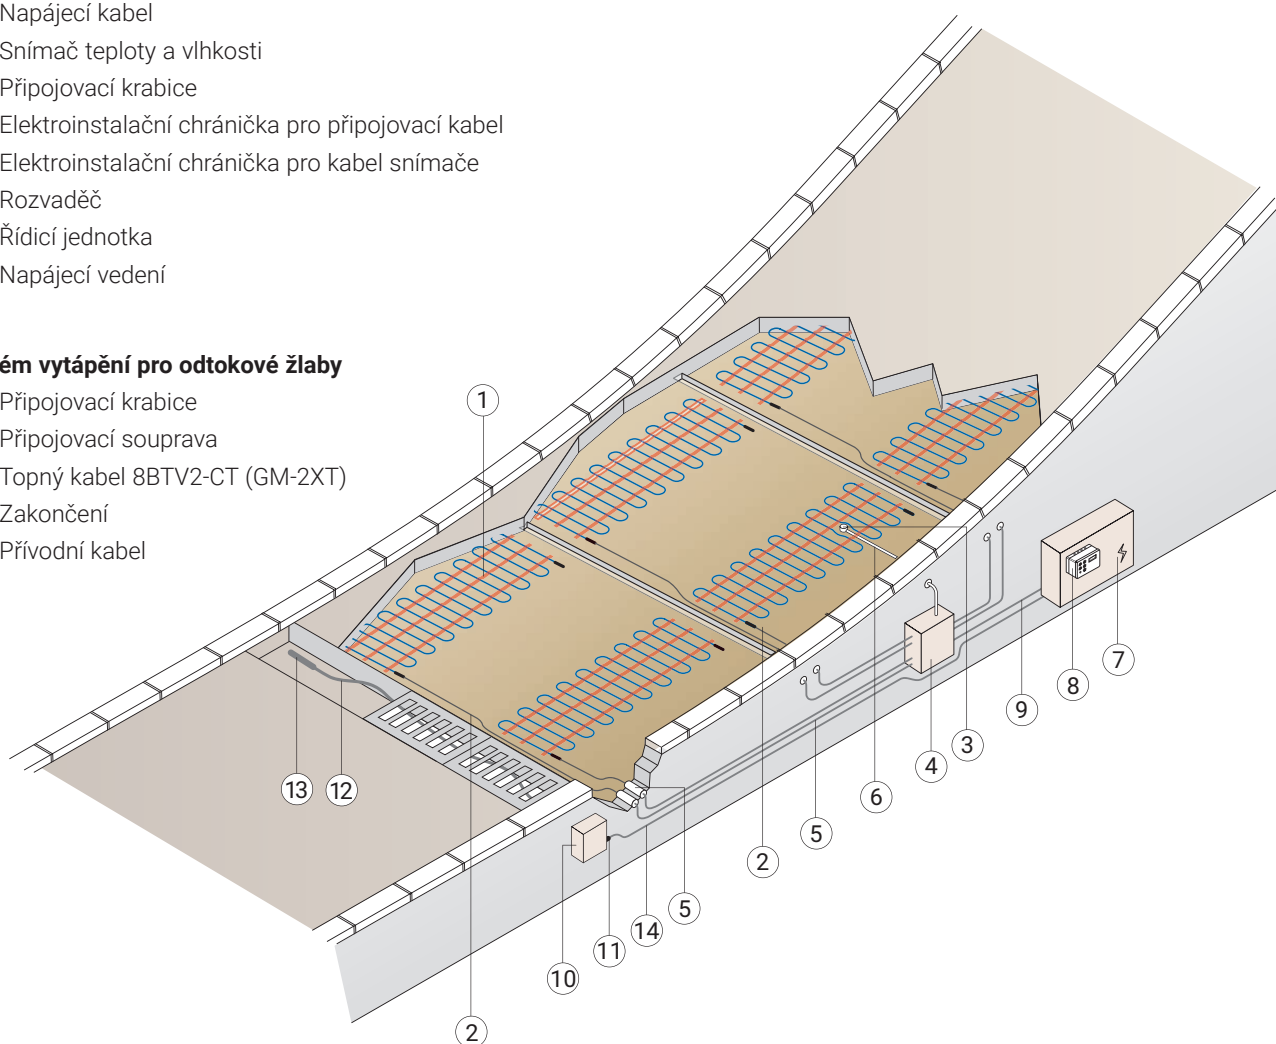 Napájecí kabel
Snímač teploty a vlhkosti
Připojovací krabice
Elektroinstalační chránička pro připojovací kabel
Elektroinstalační chránička pro kabel snímače
Rozvaděč
Řídicí jednotka
Napájecí vedení
ém vytápění pro odtokové žlaby
Připojovací krabice
Připojovací souprava
Topný kabel 8BTV2-CT (GM-2XT)
Zakončení
Přívodní kabel
1
7
8
9
3
4
13
12
6
5
2
5
14
11
10
2